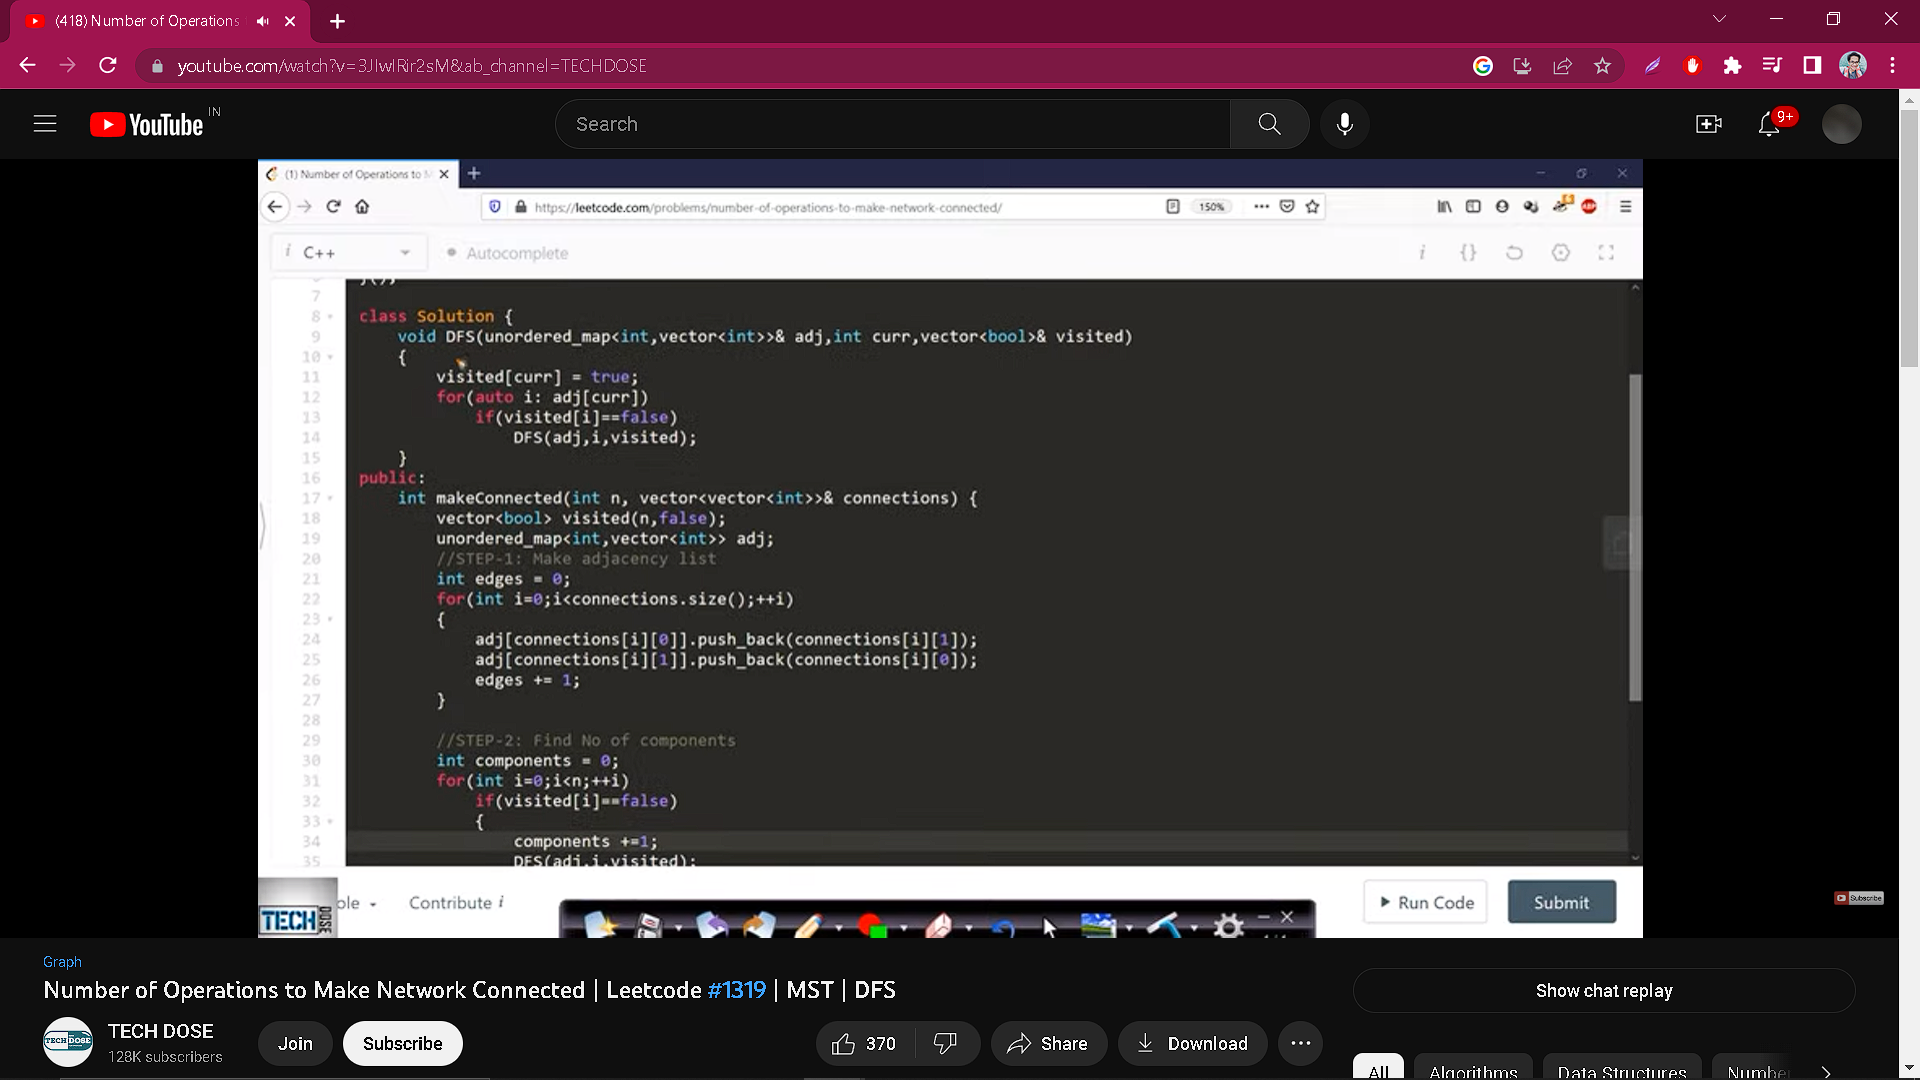 (418) Number of Operations
youtube.com/watch?v=3JIwIRir2sM&ab_channel=TECHDOSE
YouTube IN
Search
9+
(1) Number of Operations to M
https://leetcode.com/problems/number-of-operations-to-make-network-connected/
150%
i C++
Autocomplete
i {}
7
8 class Solution {
9 void DFS(unordered_map<int,vector<int>>& adj,int curr,vector<bool>& visited)
10 {
11 visited[curr] = true;
12 for(auto i: adj[curr])
13 if(visited[i]==false)
14 DFS(adj,i,visited);
15 }
16 public:
17 int makeConnected(int n, vector<vector<int>>& connections) {
18 vector<bool> visited(n,false);
19 unordered_map<int,vector<int>> adj;
20 //STEP-1: Make adjacency list
21 int edges = 0;
22 for(int i=0;i<connections.size();++i)
23 {
24 adj[connections[i][0]].push_back(connections[i][1]);
25 adj[connections[i][1]].push_back(connections[i][0]);
26 edges += 1;
27 }
28
29 //STEP-2: Find No of components
30 int components = 0;
31 for(int i=0;i<n;++i)
32 if(visited[i]==false)
33 {
34 components +=1;
35 DFS(adj,i,visited);
TECH DOSE
ole
Contribute i
Run Code
Submit
Subscribe
Graph
Number of Operations to Make Network Connected | Leetcode #1319 | MST | DFS
Show chat replay
TECH DOSE
TECH DOSE
128K subscribers
Join
Subscribe
370
Share
Download
All
Algorithms
Data Structures
Numbe